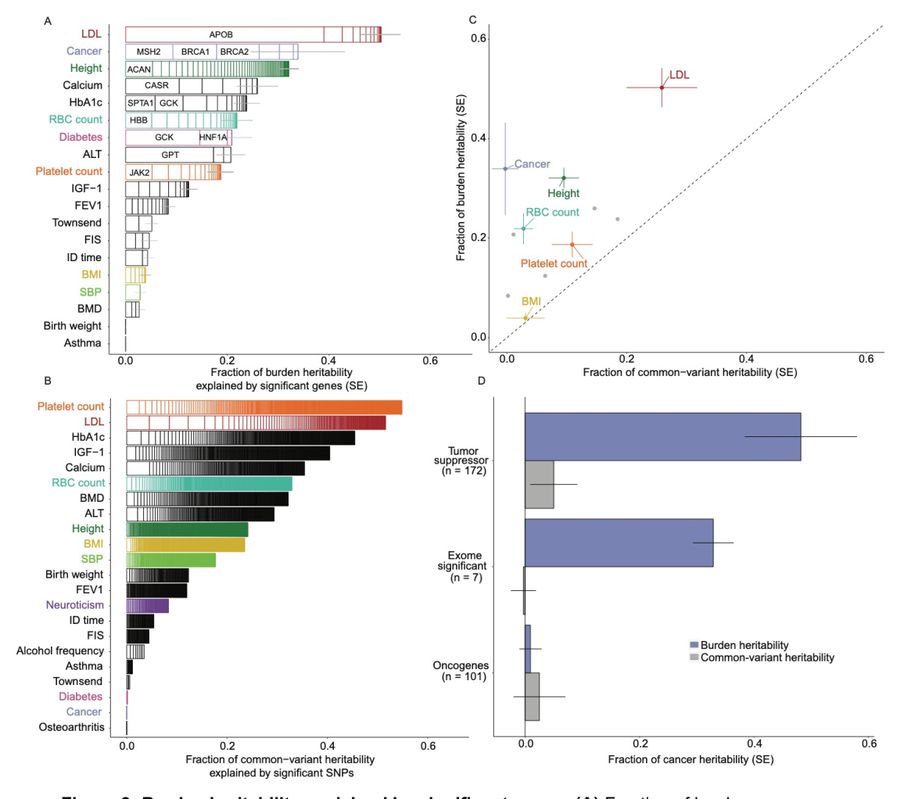 A
LDL
APOB
Cancer
MSH2 BRCA1 BRCA2
Height
ACAN
Calcium
CASR
HbA1c
SPTA1 GCK
RBC count
HBB
Diabetes
GCK HNF1A
ALT
GPT
Platelet count
JAK2
IGF−1
FEV1
Townsend
FIS
ID time
BMI
SBP
BMD
Birth weight
Asthma
0.0 0.2 0.4 0.6
Fraction of burden heritability
explained by significant genes (SE)
B
Platelet count
LDL
HbA1c
IGF−1
Calcium
RBC count
BMD
ALT
Height
BMI
SBP
Birth weight
FEV1
Neuroticism
ID time
FIS
Alcohol frequency
Asthma
Townsend
Diabetes
Cancer
Osteoarthritis
0.0 0.2 0.4 0.6
Fraction of common−variant heritability
explained by significant SNPs
C
Fraction of burden heritability (SE)
0.6
0.4
0.2
0.0
LDL
Cancer
Height
RBC count
Platelet count
BMI
0.0 0.2 0.4 0.6
Fraction of common−variant heritability (SE)
D
Tumor
suppressor
(n = 172)
Exome
significant
(n = 7)
Oncogenes
(n = 101)
Burden heritability
Common−variant heritability
0.0 0.2 0.4 0.6
Fraction of cancer heritability (SE)